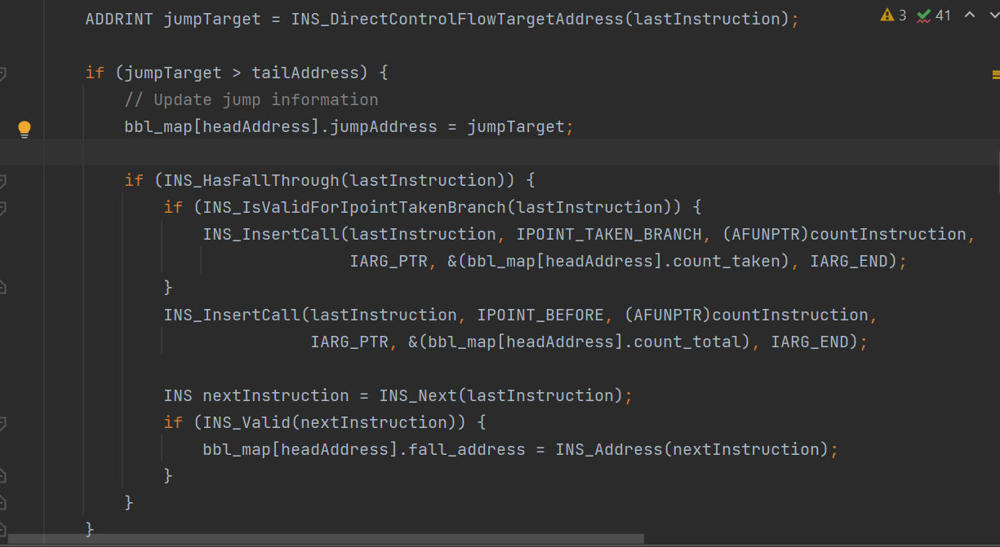 ADDRINT jumpTarget = INS_DirectControlFlowTargetAddress(lastInstruction);
3 41
if (jumpTarget > tailAddress) {
// Update jump information
bbl_map[headAddress].jumpAddress = jumpTarget;
if (INS_HasFallThrough(lastInstruction)) {
if (INS_IsValidForIpointTakenBranch(lastInstruction)) {
INS_InsertCall(lastInstruction, IPOINT_TAKEN_BRANCH, (AFUNPTR)countInstruction,
IARG_PTR, &(bbl_map[headAddress].count_taken), IARG_END);
}
INS_InsertCall(lastInstruction, IPOINT_BEFORE, (AFUNPTR)countInstruction,
IARG_PTR, &(bbl_map[headAddress].count_total), IARG_END);
INS nextInstruction = INS_Next(lastInstruction);
if (INS_Valid(nextInstruction)) {
bbl_map[headAddress].fall_address = INS_Address(nextInstruction);
}
}
}